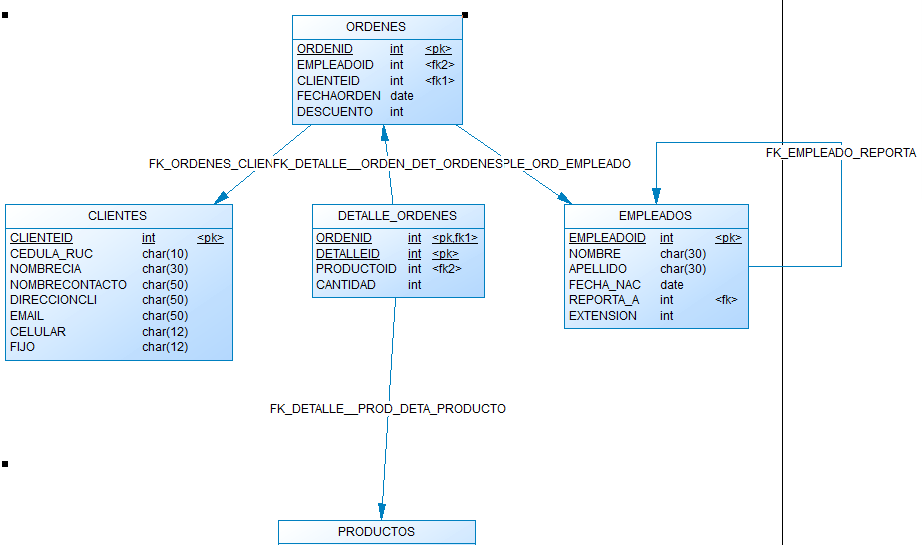 ORDENES
ORDENID int <pk>
EMPLEADOID int <fk2>
CLIENTEID int <fk1>
FECHAORDEN date
DESCUENTO int
FK_ORDENES_CLIEN
FK_DETALLE__ORDEN_DET_ORDENES
PLE_ORD_EMPLEADO
FK_EMPLEADO_REPORTA
CLIENTES
CLIENTEID int <pk>
CEDULA_RUC char(10)
NOMBRECIA char(30)
NOMBRECONTACTO char(50)
DIRECCIONCLI char(50)
EMAIL char(50)
CELULAR char(12)
FIJO char(12)
DETALLE_ORDENES
ORDENID int <pk,fk1>
DETALLEID int <pk>
PRODUCTOID int <fk2>
CANTIDAD int
EMPLEADOS
EMPLEADOID int <pk>
NOMBRE char(30)
APELLIDO char(30)
FECHA_NAC date
REPORTA_A int <fk>
EXTENSION int
FK_DETALLE__PROD_DETA_PRODUCTO
PRODUCTOS